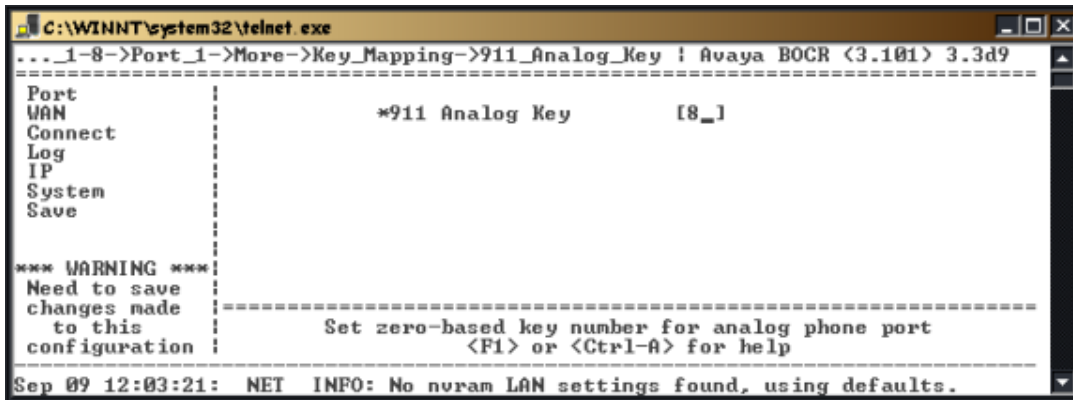 C:\WINNT\system32\telnet.exe
..._1-8->Port_1->More->Key_Mapping->911_Analog_Key ¦ Avaya BOCR (3.101) 3.3d9
Port
WAN
Connect
Log
IP
System
Save
*911 Analog Key [8_]
*** WARNING ***
Need to save
changes made
to this
configuration
Set zero-based key number for analog phone port
<F1> or <Ctrl-A> for help
Sep 09 12:03:21: NET INFO: No nvram LAN settings found, using defaults.